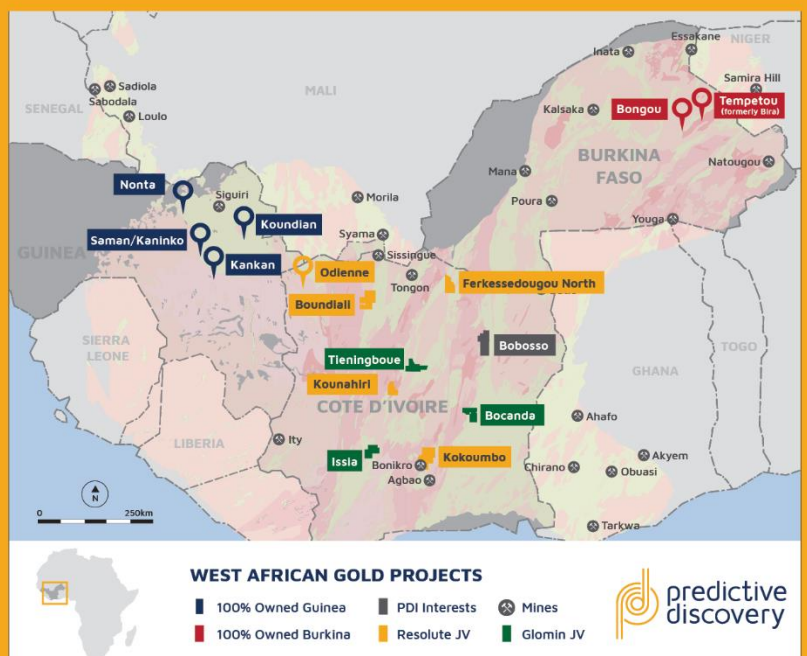 Essakane
NIGER
Inata
Samira Hill
Sadiola
Sabodala
MALI
SENEGAL
Loulo
Kalsaka
Bongou
Tempetou
(formerly Bira)
BURKINA
FASO
Natougou
Mana
Nonta
Siguiri
Morila
Poura
Youga
Koundian
Syama
Saman/Kaninko
GUINEA
Sissingue
Kankan
Odienne
Tongon
Ferkessedougou North
Boundiali
SIERRA
LEONE
Bobosso
Tieningboue
GHANA
TOGO
Kounahiri
COTE D'IVOIRE
Bocanda
Ahafo
LIBERIA
Ity
Issia
Kokoumbo
Akyem
Bonikro
Chirano
Obuasi
Agbao
N
0 250km
Tarkwa
WEST AFRICAN GOLD PROJECTS
100% Owned Guinea
PDI Interests
Mines
100% Owned Burkina
Resolute JV
Glomin JV
predictive
discovery